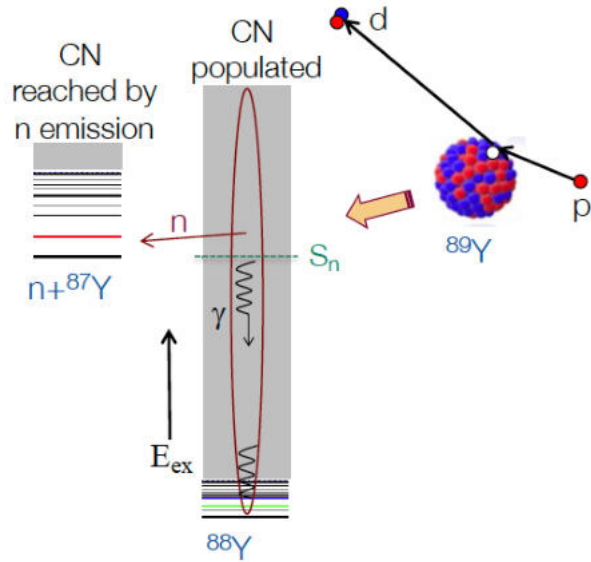 CN
reached by
n emission
CN
populated
d
p
⁸⁹Y
n
Sₙ
n+⁸⁷Y
γ
Eₑₓ
⁸⁸Y